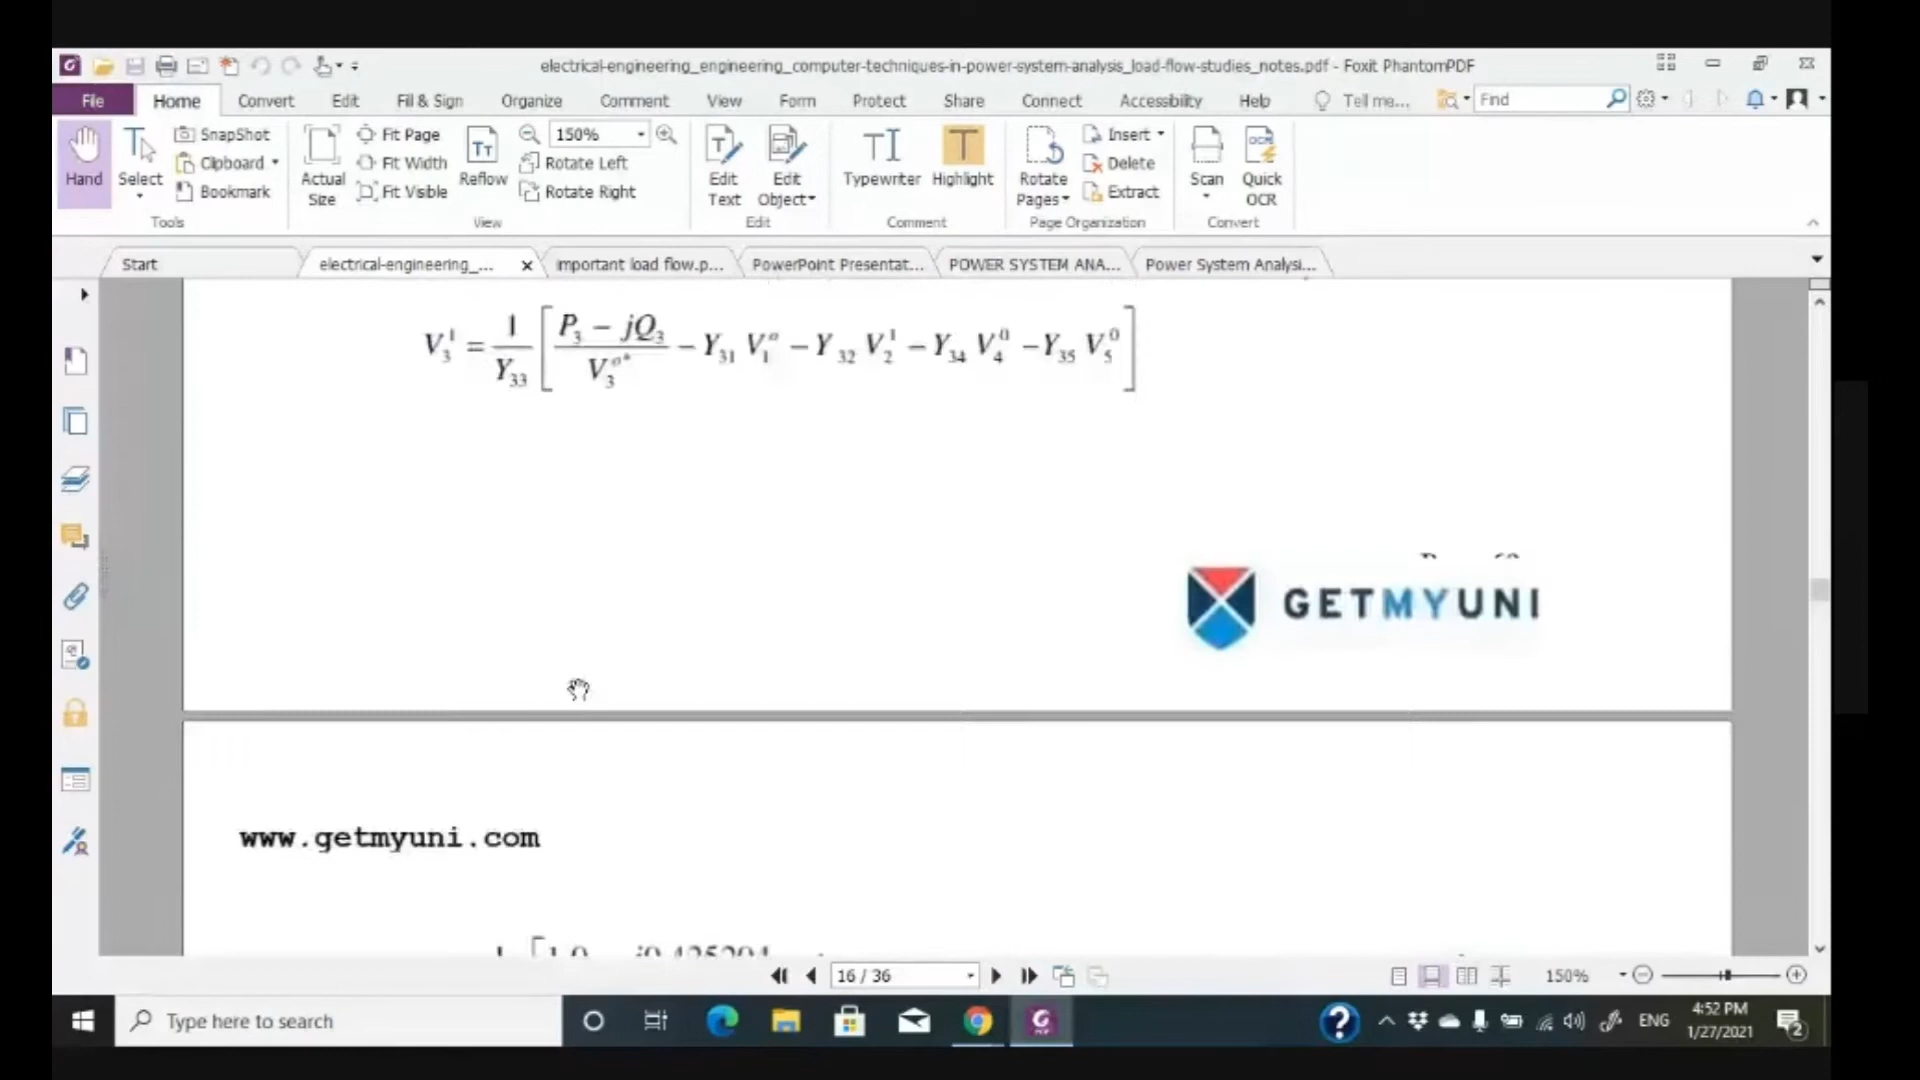 electrical-engineering_engineering_computer-techniques-in-power-system-analysis_load-flow-studies_notes.pdf - Foxit PhantomPDF
File Home Convert Edit Fill & Sign Organize Comment View Form Protect Share Connect Accessibility Help Tell me... Find
Hand
Select
SnapShot
Clipboard
Bookmark
Tools
Actual Size
Fit Page
Fit Width
Fit Visible
Reflow
150%
Rotate Left
Rotate Right
View
Edit Text
Edit Object
Edit
Typewriter
Highlight
Comment
Rotate Pages
Insert
Delete
Extract
Page Organization
Scan
Quick OCR
Convert
Start electrical-engineering_... important load flow.p... PowerPoint Presentat... POWER SYSTEM ANA... Power System Analysi...
V₃¹ = 1/Y₃₃ [ (P₃ − jQ₃)/V₃ᵒ* − Y₃₁ V₁ᵒ − Y₃₂ V₂¹ − Y₃₄ V₄⁰ − Y₃₅ V₅⁰ ]
GETMYUNI
www.getmyuni.com
16 / 36
150%
Type here to search
ENG
4:52 PM
1/27/2021
2